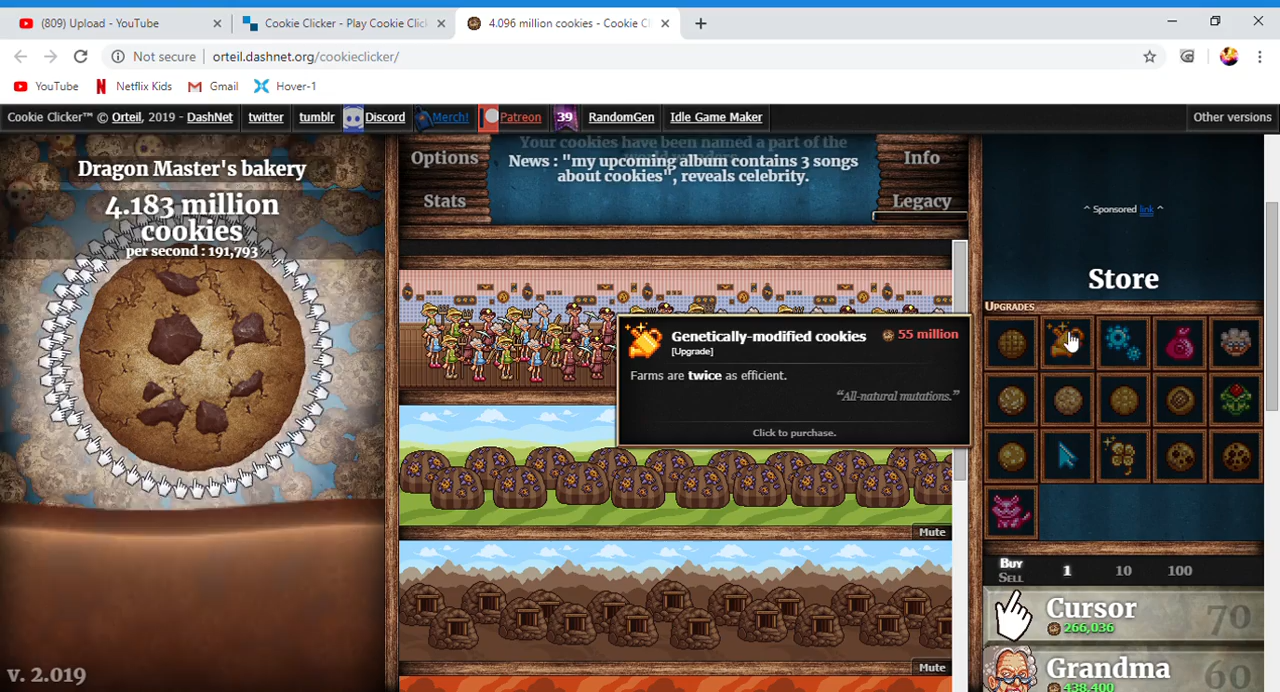 (809) Upload - YouTube
Cookie Clicker - Play Cookie Clic
4.096 million cookies - Cookie Cl
Not secure
orteil.dashnet.org/cookieclicker/
YouTube
Netflix Kids
Gmail
Hover-1
Cookie Clicker™ © Orteil, 2019 - DashNet
twitter
tumblr
Discord
Merch!
Patreon
39
RandomGen
Idle Game Maker
Other versions
Dragon Master's bakery
4.183 million
cookies
per second : 191,793
v. 2.019
Options
Stats
Your cookies have been named a part of the
News : "my upcoming album contains 3 songs
about cookies", reveals celebrity.
Info
Legacy
Genetically-modified cookies
55 million
[Upgrade]
Farms are twice as efficient.
“All-natural mutations.”
Click to purchase.
Mute
Mute
^ Sponsored link ^
Store
UPGRADES
BUY
SELL
1
10
100
Cursor
266,036
70
Grandma
438,400
60